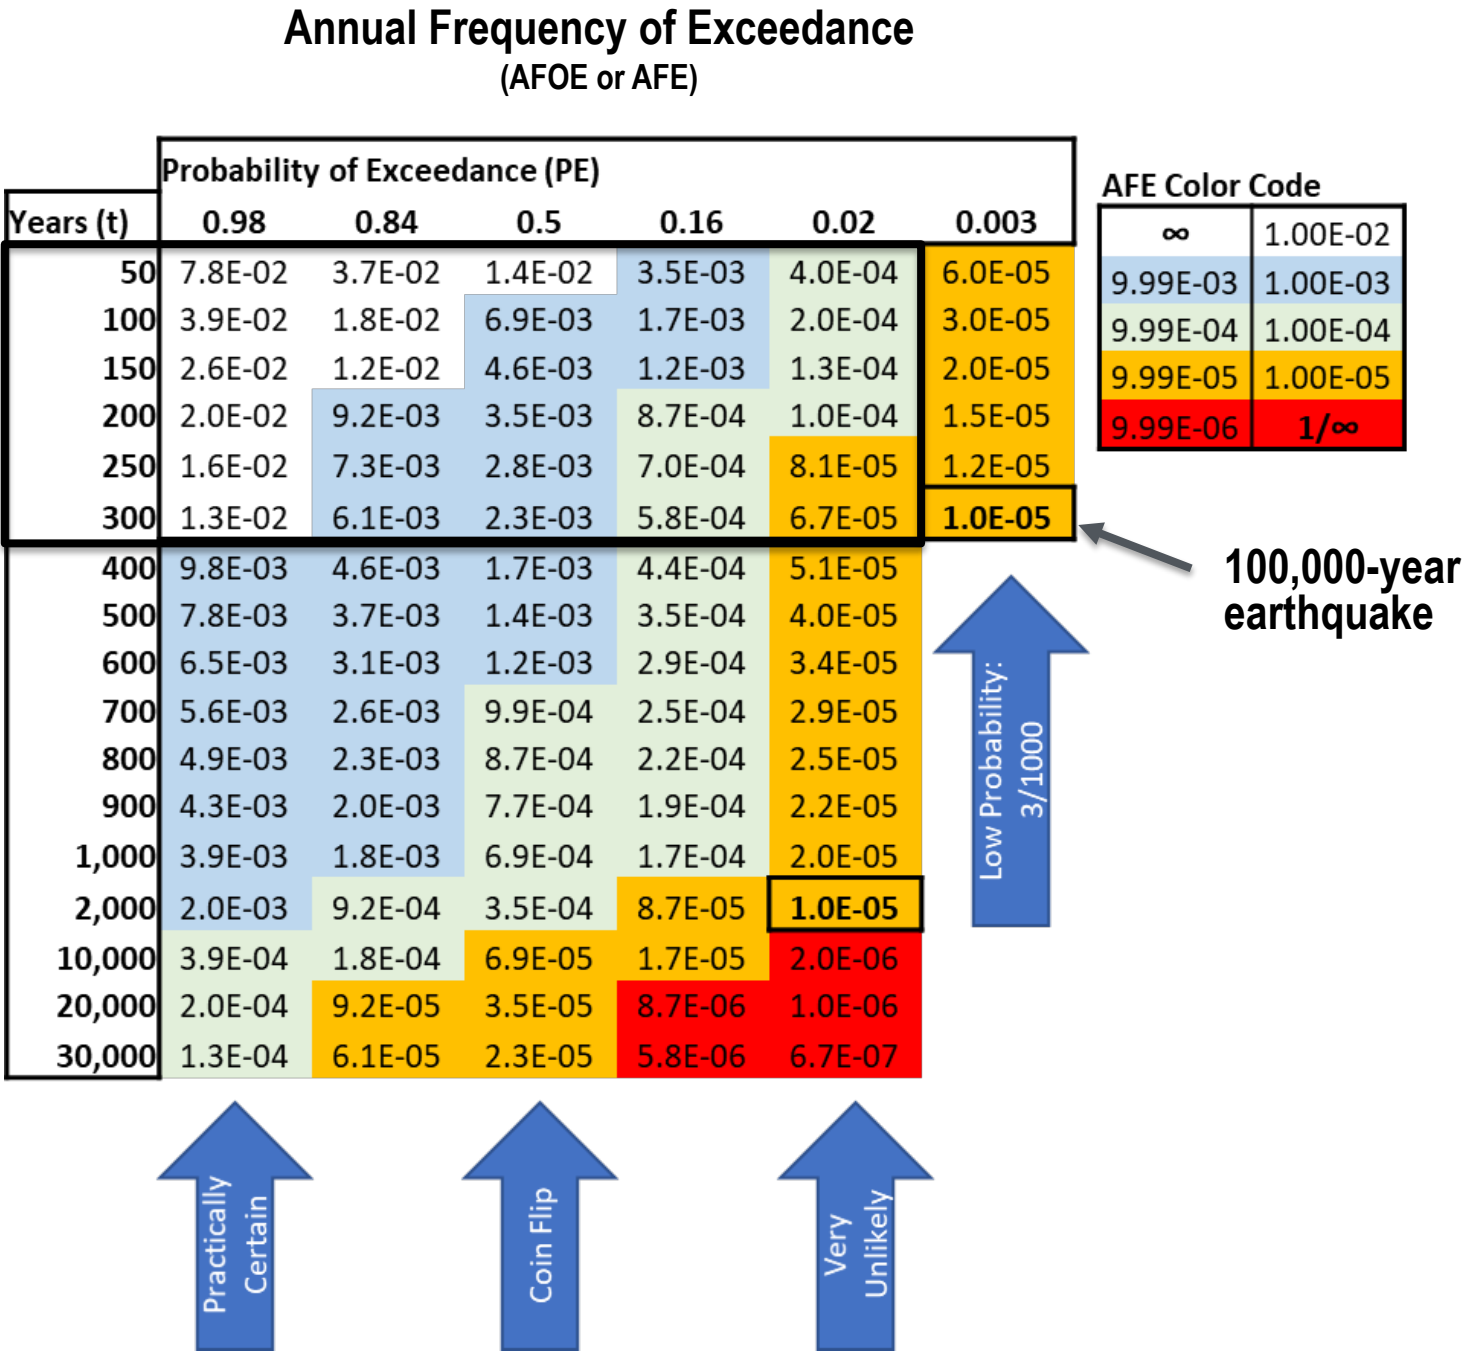 Annual Frequency of Exceedance
(AFOE or AFE)
Probability of Exceedance (PE)
Years (t) 0.98 0.84 0.5 0.16 0.02 0.003
50 7.8E-02 3.7E-02 1.4E-02 3.5E-03 4.0E-04 6.0E-05
100 3.9E-02 1.8E-02 6.9E-03 1.7E-03 2.0E-04 3.0E-05
150 2.6E-02 1.2E-02 4.6E-03 1.2E-03 1.3E-04 2.0E-05
200 2.0E-02 9.2E-03 3.5E-03 8.7E-04 1.0E-04 1.5E-05
250 1.6E-02 7.3E-03 2.8E-03 7.0E-04 8.1E-05 1.2E-05
300 1.3E-02 6.1E-03 2.3E-03 5.8E-04 6.7E-05 1.0E-05
400 9.8E-03 4.6E-03 1.7E-03 4.4E-04 5.1E-05
500 7.8E-03 3.7E-03 1.4E-03 3.5E-04 4.0E-05
600 6.5E-03 3.1E-03 1.2E-03 2.9E-04 3.4E-05
700 5.6E-03 2.6E-03 9.9E-04 2.5E-04 2.9E-05
800 4.9E-03 2.3E-03 8.7E-04 2.2E-04 2.5E-05
900 4.3E-03 2.0E-03 7.7E-04 1.9E-04 2.2E-05
1,000 3.9E-03 1.8E-03 6.9E-04 1.7E-04 2.0E-05
2,000 2.0E-03 9.2E-04 3.5E-04 8.7E-05 1.0E-05
10,000 3.9E-04 1.8E-04 6.9E-05 1.7E-05 2.0E-06
20,000 2.0E-04 9.2E-05 3.5E-05 8.7E-06 1.0E-06
30,000 1.3E-04 6.1E-05 2.3E-05 5.8E-06 6.7E-07
AFE Color Code
∞ 1.00E-02
9.99E-03 1.00E-03
9.99E-04 1.00E-04
9.99E-05 1.00E-05
9.99E-06 1/∞
100,000-year
earthquake
Low Probability:
3/1000
Practically
Certain
Coin Flip
Very
Unlikely